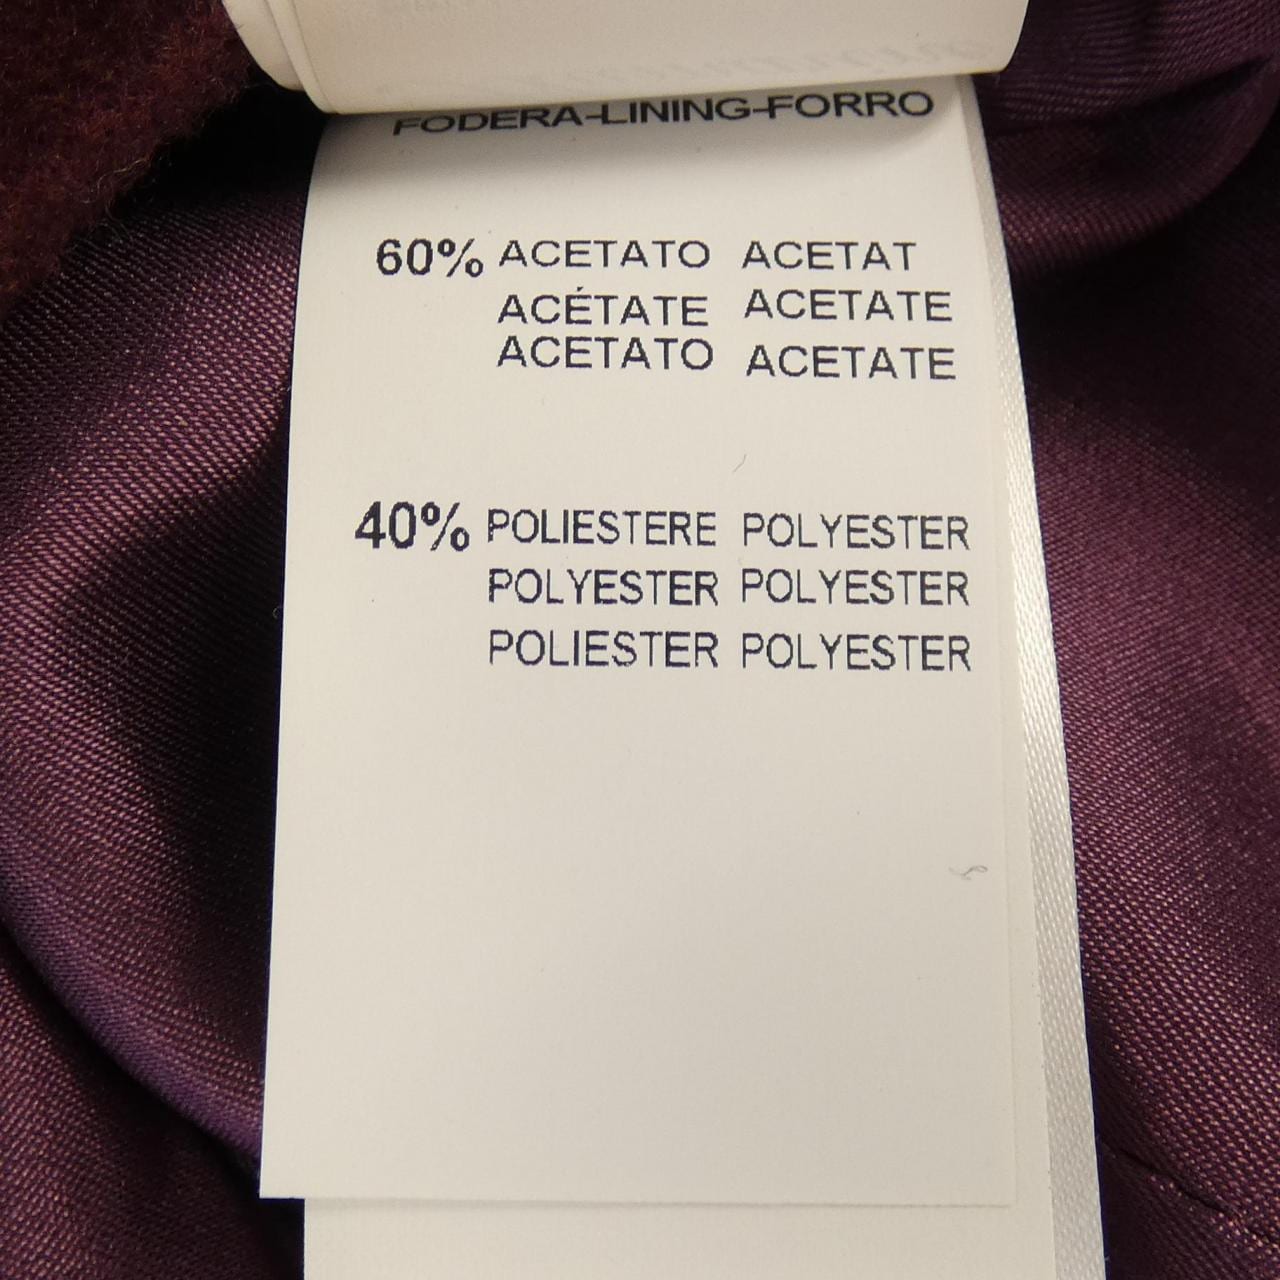 FODERA-LINING-FORRO
60% ACETATO ACETAT
ACÉTATE ACETATE
ACETATO ACETATE
40% POLIESTERE POLYESTER
POLYESTER POLYESTER
POLIESTER POLYESTER